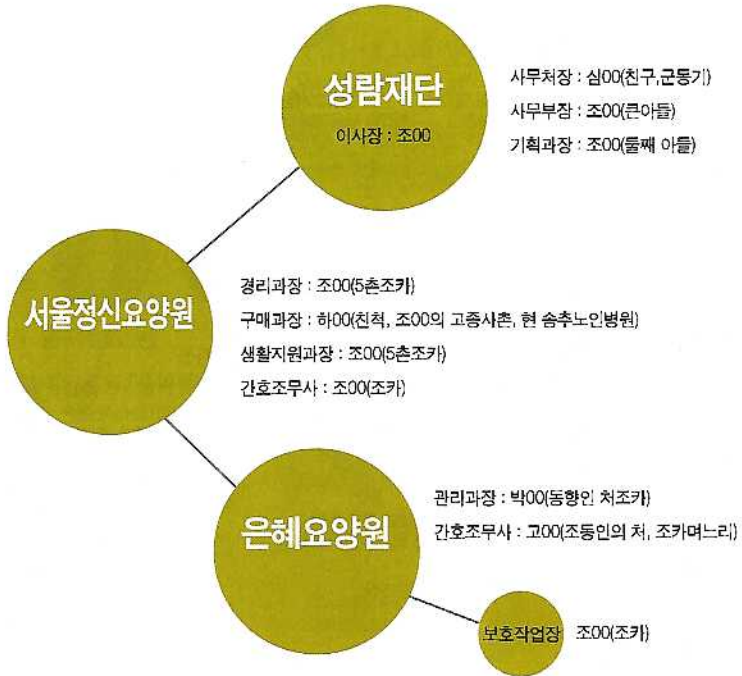 성람재단
이사장 : 조00
사무처장 : 심00(친구,군동기)
사무부장 : 조00(큰아들)
기획과장 : 조00(둘째 아들)
서울정신요양원
경리과장 : 조00(5촌조카)
구매과장 : 하00(친척, 조00의 고종사촌, 현 송추노인병원)
생활지원과장 : 조00(5촌조카)
간호조무사 : 조00(조카)
은혜요양원
관리과장 : 박00(동향인 처조카)
간호조무사 : 고00(조동인의 처, 조카며느리)
보호작업장
조00(조카)